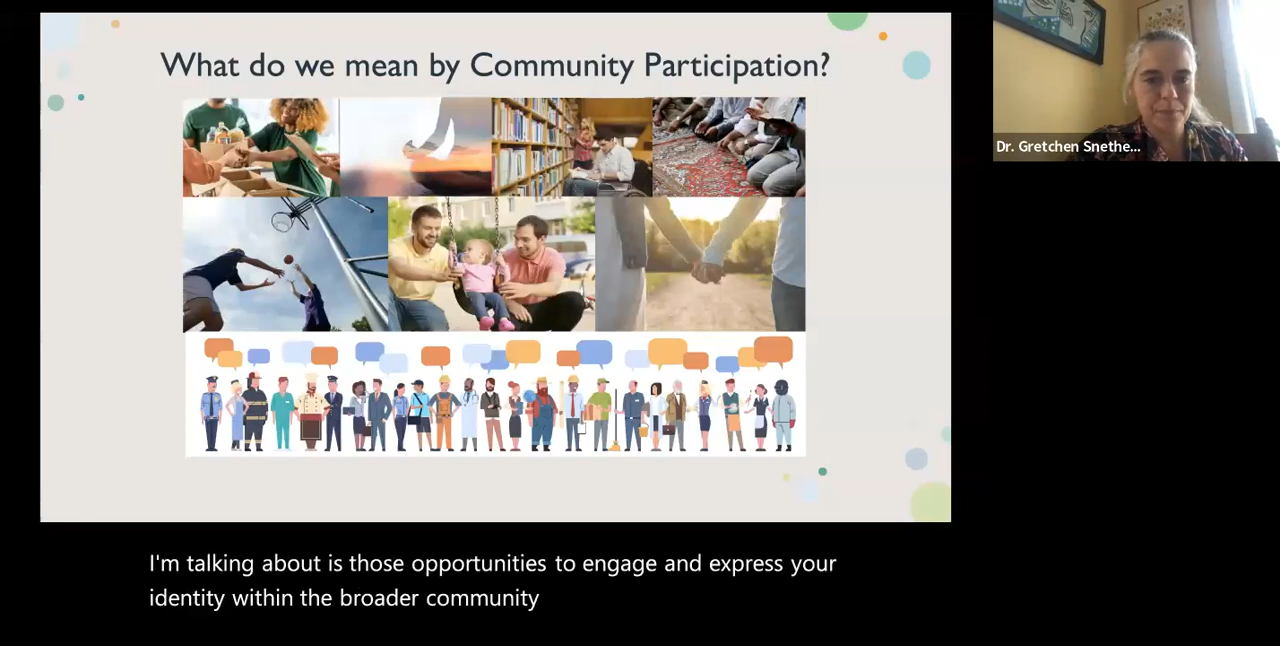 What do we mean by Community Participation?
Dr. Gretchen Snethe...
I'm talking about is those opportunities to engage and express your
identity within the broader community